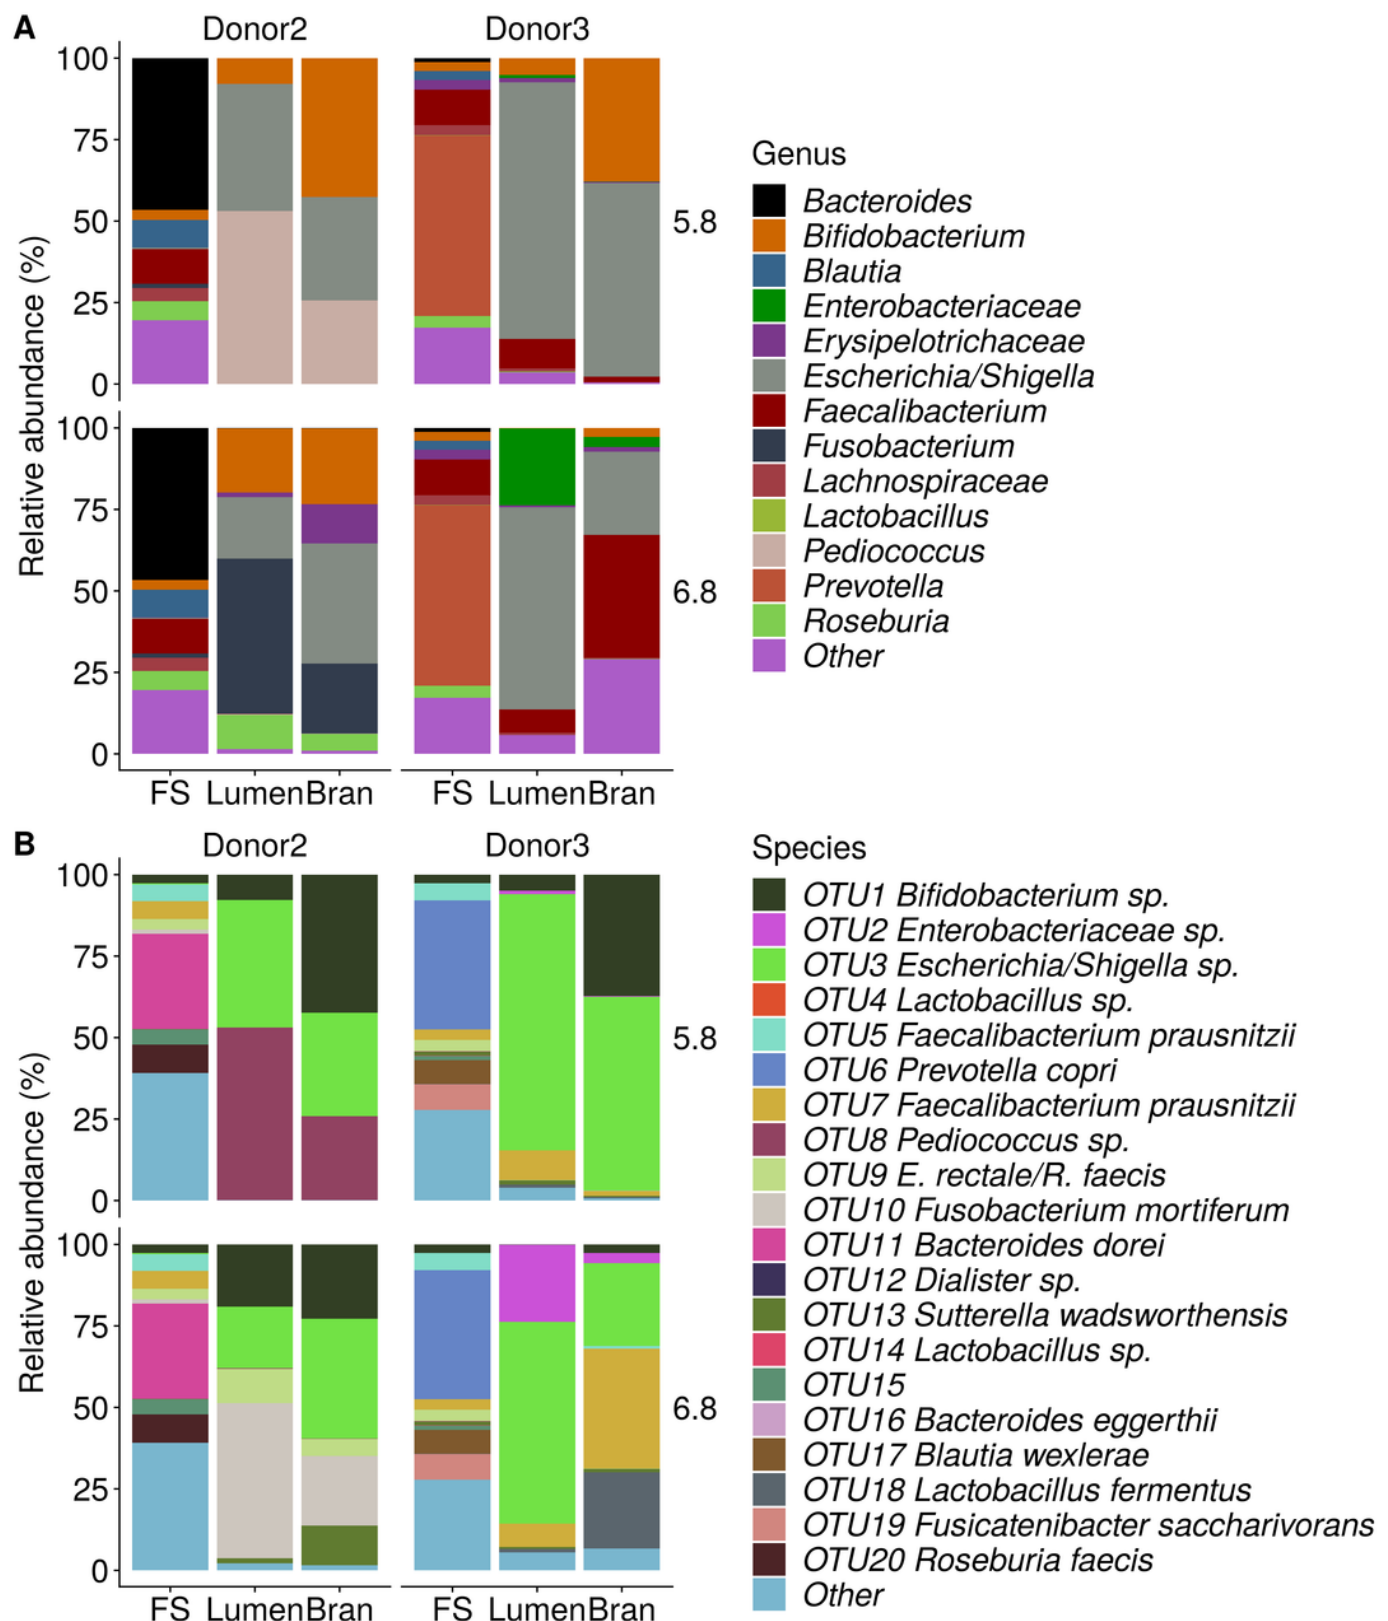 A
Donor2 Donor3
Relative abundance (%)
100
75
50
25
0
5.8
Relative abundance (%)
100
75
50
25
0
6.8
FS Lumen Bran FS Lumen Bran
Genus
Bacteroides
Bifidobacterium
Blautia
Enterobacteriaceae
Erysipelotrichaceae
Escherichia/Shigella
Faecalibacterium
Fusobacterium
Lachnospiraceae
Lactobacillus
Pediococcus
Prevotella
Roseburia
Other
B
Donor2 Donor3
Relative abundance (%)
100
75
50
25
0
5.8
Relative abundance (%)
100
75
50
25
0
6.8
FS Lumen Bran FS Lumen Bran
Species
OTU1 Bifidobacterium sp.
OTU2 Enterobacteriaceae sp.
OTU3 Escherichia/Shigella sp.
OTU4 Lactobacillus sp.
OTU5 Faecalibacterium prausnitzii
OTU6 Prevotella copri
OTU7 Faecalibacterium prausnitzii
OTU8 Pediococcus sp.
OTU9 E. rectale/R. faecis
OTU10 Fusobacterium mortiferum
OTU11 Bacteroides dorei
OTU12 Dialister sp.
OTU13 Sutterella wadsworthensis
OTU14 Lactobacillus sp.
OTU15
OTU16 Bacteroides eggerthii
OTU17 Blautia wexlerae
OTU18 Lactobacillus fermentus
OTU19 Fusicatenibacter saccharivorans
OTU20 Roseburia faecis
Other